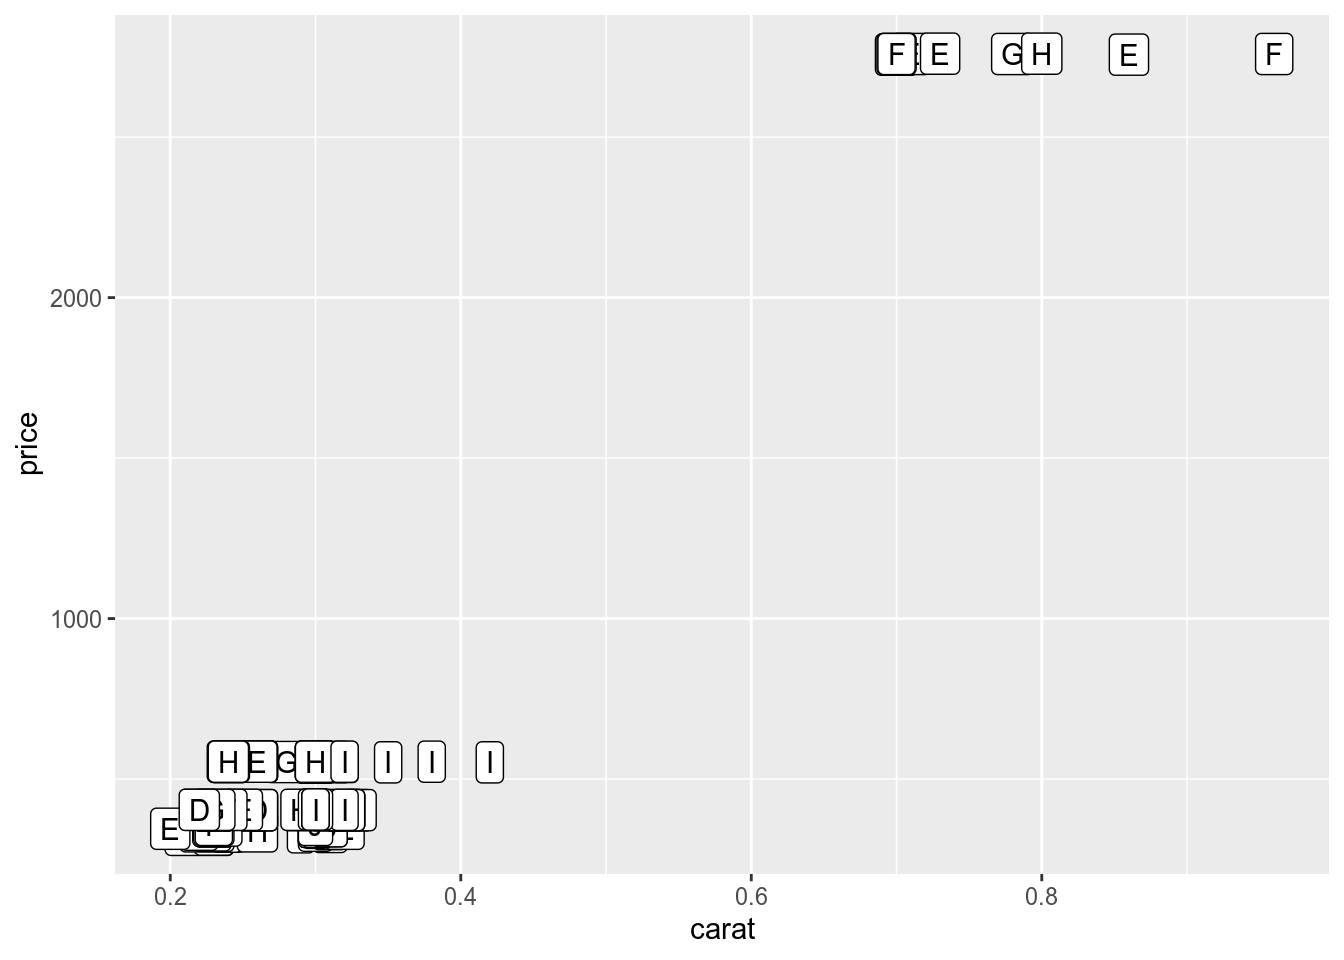 F E G H E F
price
2000
1000
H E G H I I I I
D E H I I
E H
0.2 0.4 0.6 0.8
carat